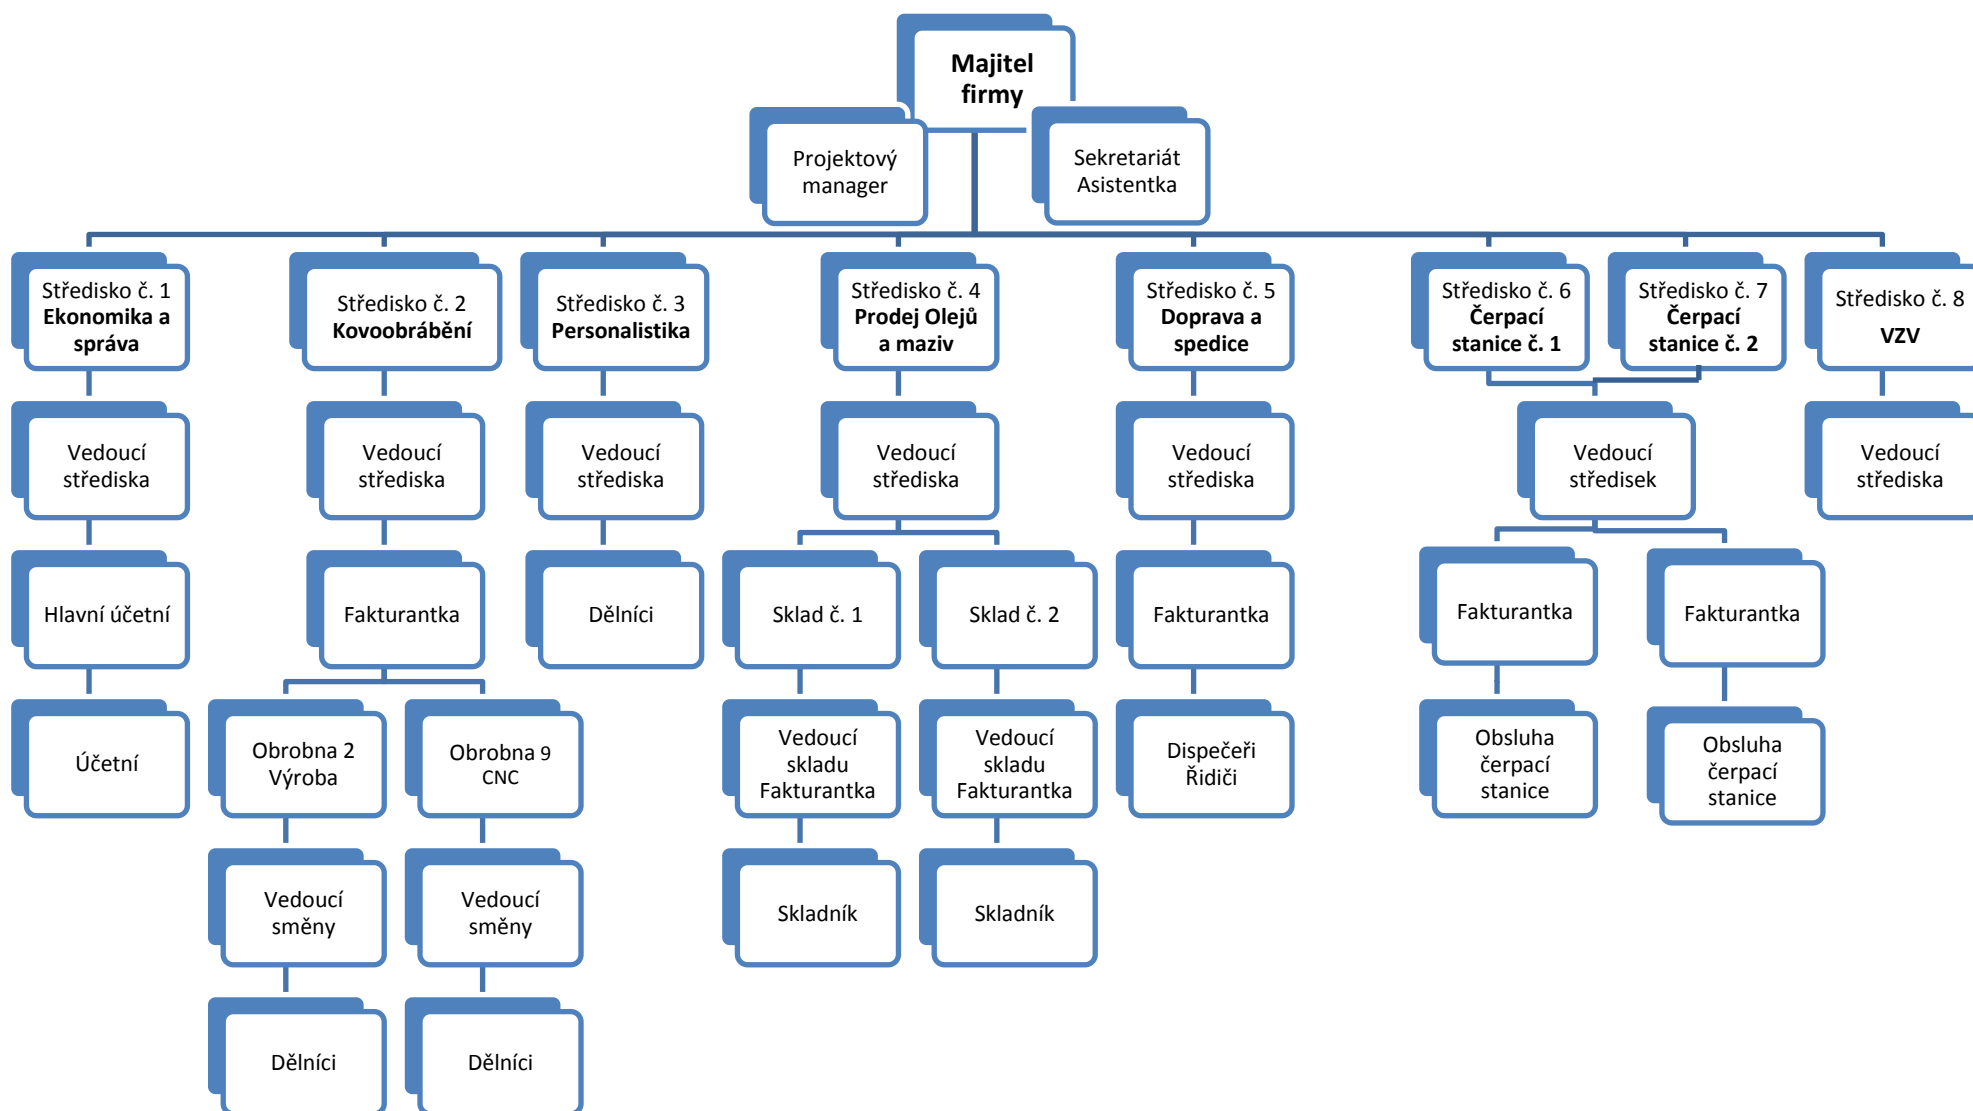 Majitel
firmy
Projektový
manager
Sekretariát
Asistentka
Středisko č. 1
Ekonomika a
správa
Středisko č. 2
Kovoobrábění
Středisko č. 3
Personalistika
Středisko č. 4
Prodej Olejů
a maziv
Středisko č. 5
Doprava a
spedice
Středisko č. 6
Čerpací
stanice č. 1
Středisko č. 7
Čerpací
stanice č. 2
Středisko č. 8
VZV
Vedoucí
střediska
Vedoucí
střediska
Vedoucí
střediska
Vedoucí
střediska
Vedoucí
střediska
Vedoucí
středisek
Vedoucí
střediska
Hlavní účetní
Fakturantka
Dělníci
Sklad č. 1
Sklad č. 2
Fakturantka
Fakturantka
Fakturantka
Účetní
Obrobna 2
Výroba
Obrobna 9
CNC
Vedoucí
skladu
Fakturantka
Vedoucí
skladu
Fakturantka
Dispečeři
Řidiči
Obsluha
čerpací
stanice
Obsluha
čerpací
stanice
Vedoucí
směny
Vedoucí
směny
Skladník
Skladník
Dělníci
Dělníci